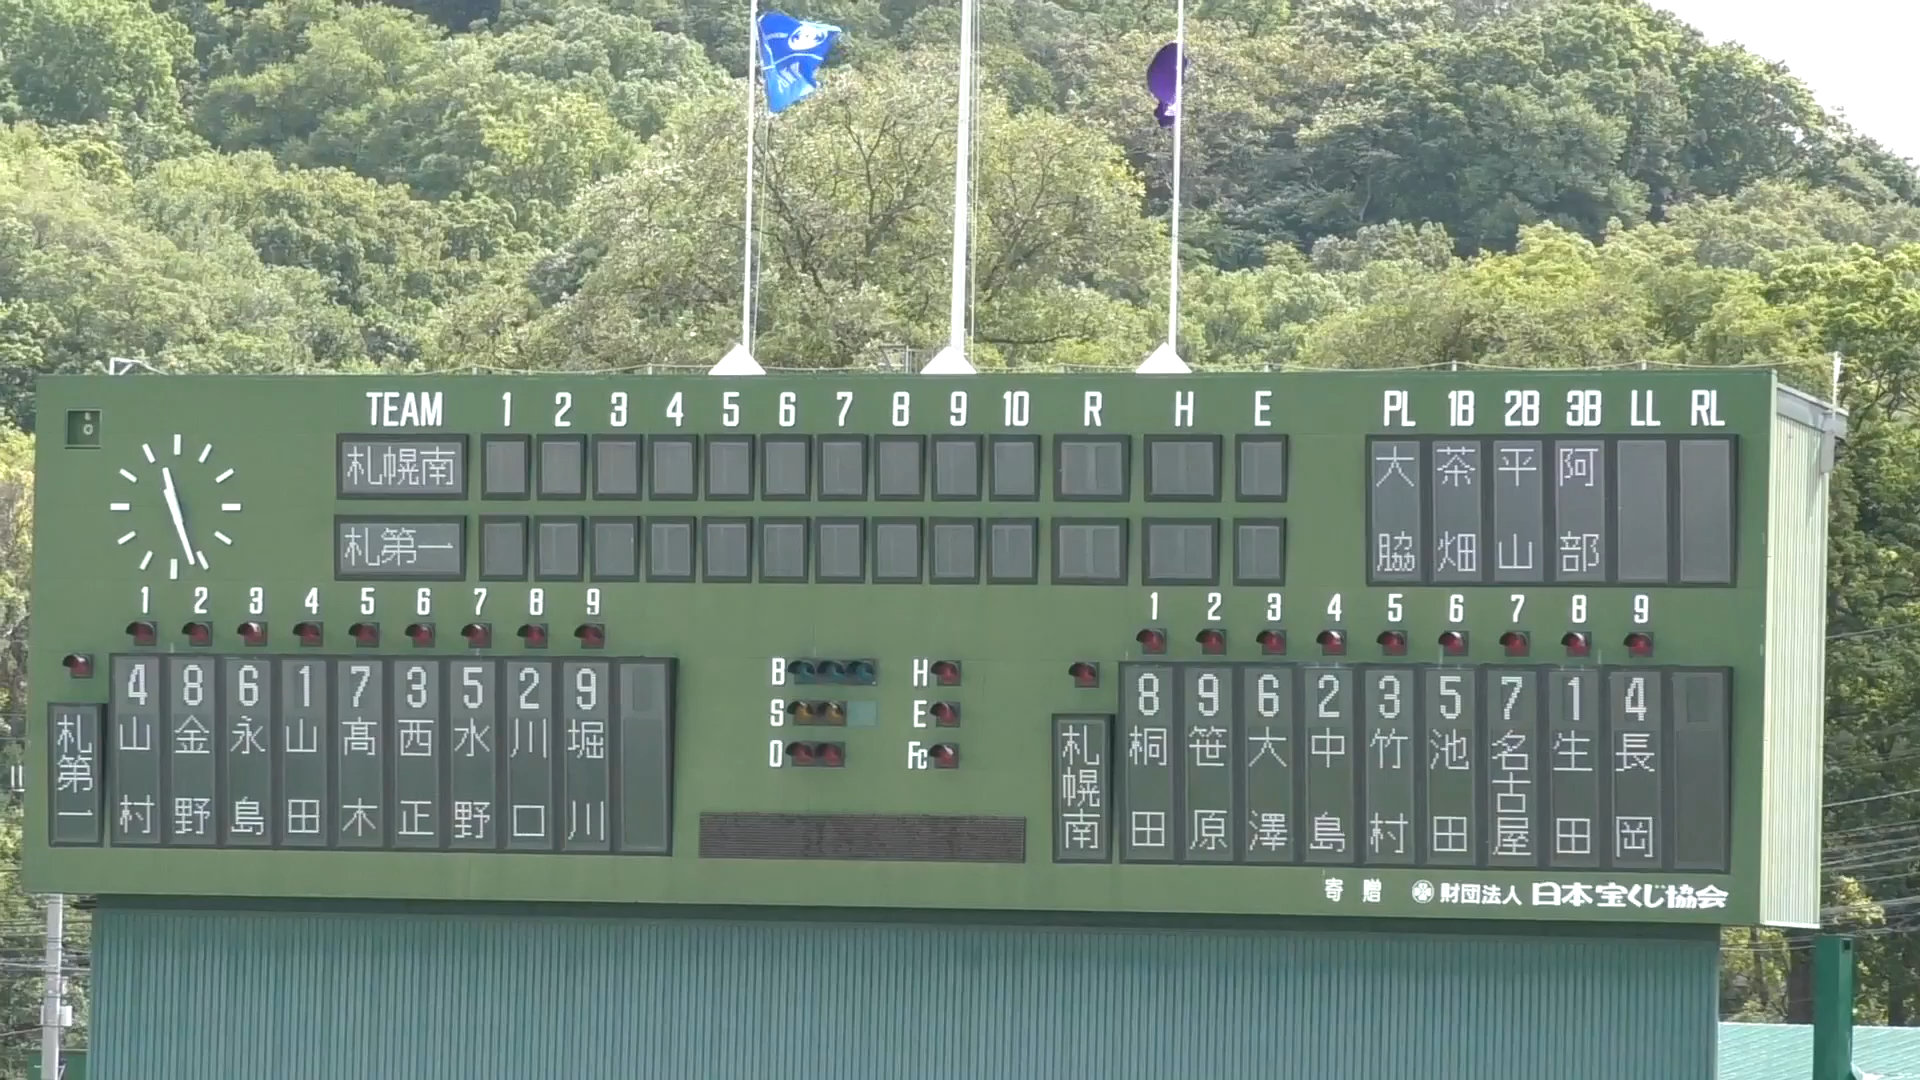 TEAM 1 2 3 4 5 6 7 8 9 10 R H E PL 1B 2B 3B LL RL
札幌南
札第一
大脇
茶畑
平山
阿部
1 2 3 4 5 6 7 8 9
札第一
4 山村
8 金野
6 永島
1 山田
7 髙木
3 西正
5 水野
2 川口
9 堀川
B H
S E
O Fc
1 2 3 4 5 6 7 8 9
札幌南
8 桐田
9 笹原
6 大澤
2 中島
3 竹村
5 池田
7 名古屋
1 生田
4 長岡
寄贈 財団法人 日本宝くじ協会